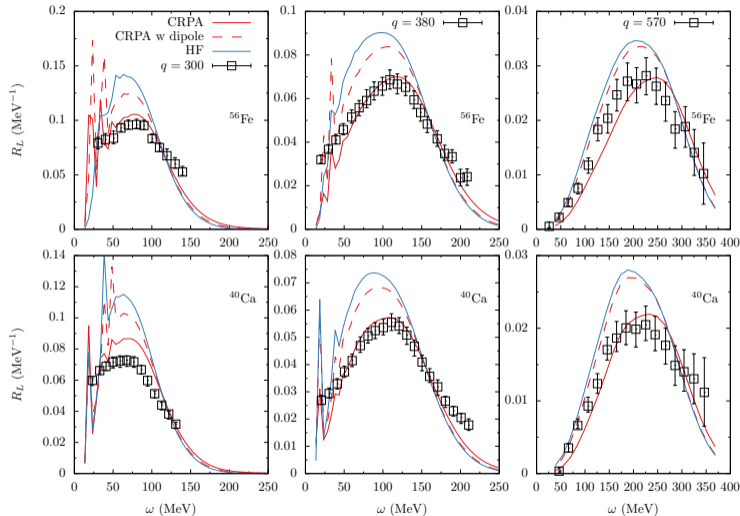 CRPA
CRPA w dipole
HF
q = 300
q = 380
q = 570
0.2
0.15
0.1
0.05
0
R_L (MeV⁻¹)
⁵⁶Fe
0 50 100 150 200 250
0.1
0.08
0.06
0.04
0.02
0
⁵⁶Fe
0 50 100 150 200 250
0.04
0.03
0.02
0.01
0
⁵⁶Fe
0 50 100 150 200 250 300 350 400
0.14
0.12
0.1
0.08
0.06
0.04
0.02
0
R_L (MeV⁻¹)
⁴⁰Ca
0 50 100 150 200 250
ω (MeV)
0.08
0.07
0.06
0.05
0.04
0.03
0.02
0.01
0
⁴⁰Ca
0 50 100 150 200 250
ω (MeV)
0.03
0.02
0.01
0
⁴⁰Ca
0 50 100 150 200 250 300 350 400
ω (MeV)